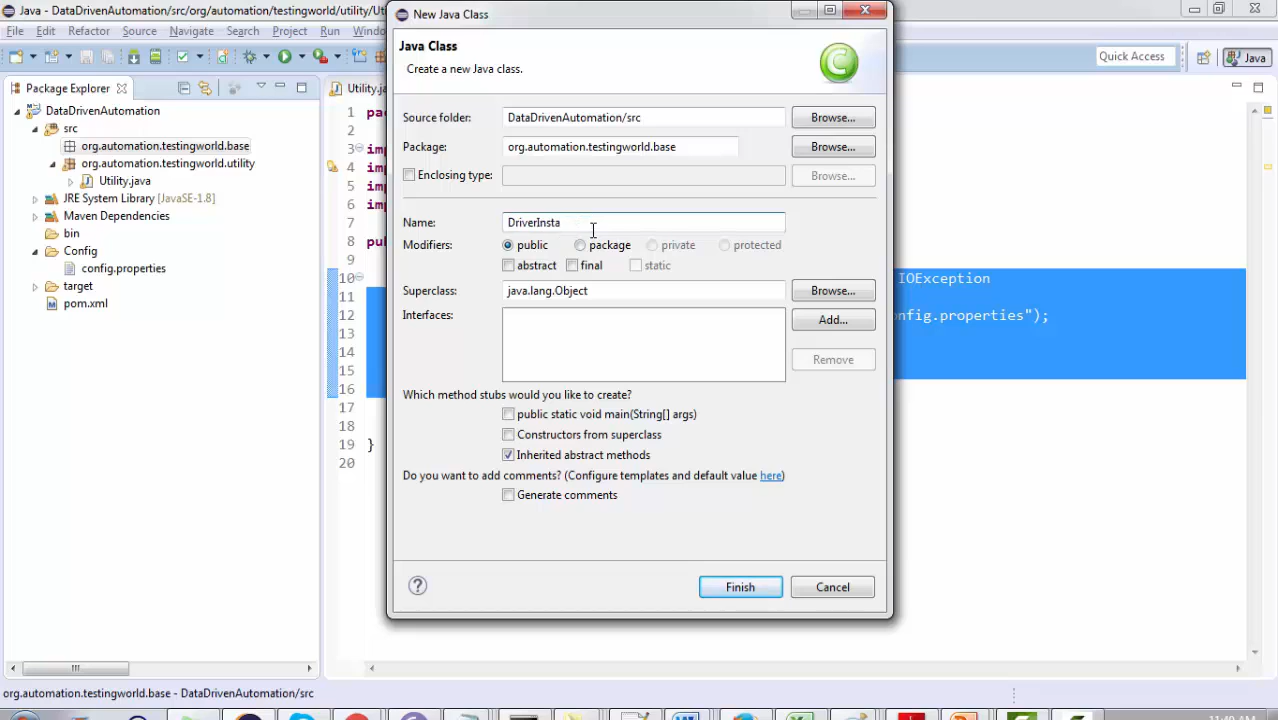 Java - DataDrivenAutomation/src/org/automation/testingworld/utility/Ut
New Java Class
File Edit Refactor Source Navigate Search Project Run
Quick Access
Java
Package Explorer
DataDrivenAutomation
src
org.automation.testingworld.base
org.automation.testingworld.utility
Utility.java
JRE System Library [JavaSE-1.8]
Maven Dependencies
bin
Config
config.properties
target
pom.xml
1
2
3
4
5
6
7
8
9
10
11
12
13
14
15
16
17
18
19 }
20
IOException
nfig.properties");
Java Class
Create a new Java class.
Source folder: DataDrivenAutomation/src Browse...
Package: org.automation.testingworld.base Browse...
Enclosing type: Browse...
Name: DriverInsta
Modifiers: public package private protected
abstract final static
Superclass: java.lang.Object Browse...
Interfaces: Add...
Remove
Which method stubs would you like to create?
public static void main(String[] args)
Constructors from superclass
Inherited abstract methods
Do you want to add comments? (Configure templates and default value here)
Generate comments
? Finish Cancel
org.automation.testingworld.base - DataDrivenAutomation/src